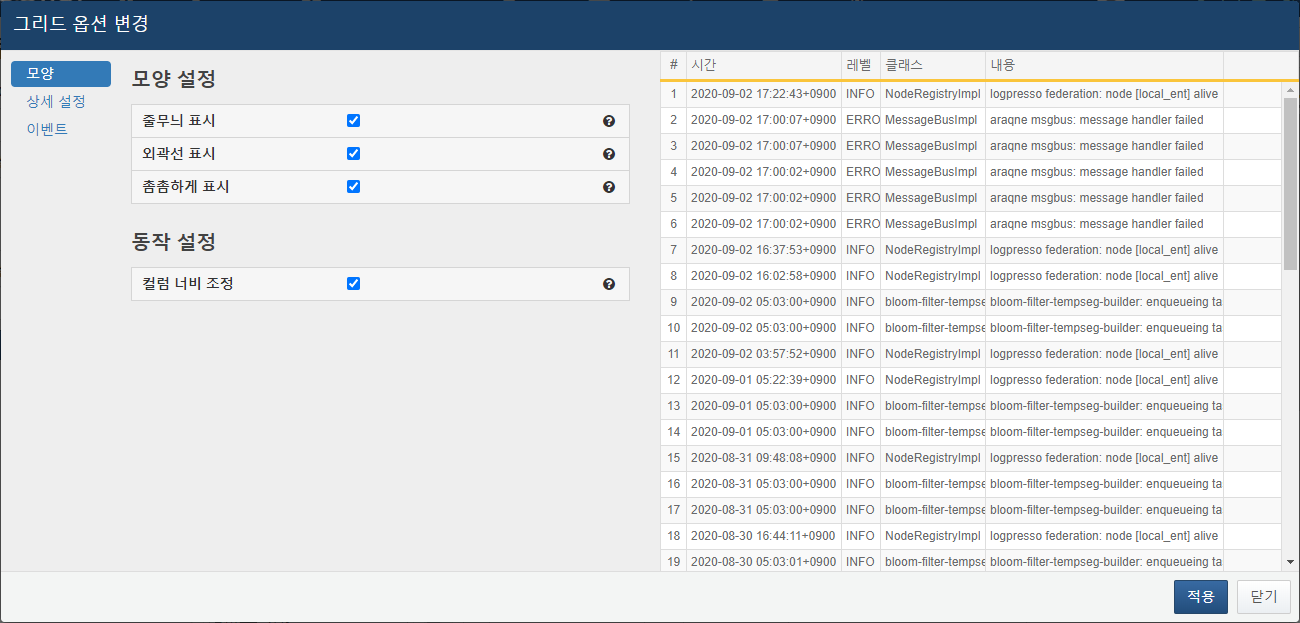 그리드 옵션 변경
모양
상세 설정
이벤트
모양 설정
줄무늬 표시
외곽선 표시
촘촘하게 표시
동작 설정
컬럼 너비 조정
# 시간 레벨 클래스 내용
1 2020-09-02 17:22:43+0900 INFO NodeRegistryImpl logpresso federation: node [local_ent] alive
2 2020-09-02 17:00:07+0900 ERRO MessageBusImpl araqne msgbus: message handler failed
3 2020-09-02 17:00:07+0900 ERRO MessageBusImpl araqne msgbus: message handler failed
4 2020-09-02 17:00:02+0900 ERRO MessageBusImpl araqne msgbus: message handler failed
5 2020-09-02 17:00:02+0900 ERRO MessageBusImpl araqne msgbus: message handler failed
6 2020-09-02 17:00:02+0900 ERRO MessageBusImpl araqne msgbus: message handler failed
7 2020-09-02 16:37:53+0900 INFO NodeRegistryImpl logpresso federation: node [local_ent] alive
8 2020-09-02 16:02:58+0900 INFO NodeRegistryImpl logpresso federation: node [local_ent] alive
9 2020-09-02 05:03:00+0900 INFO bloom-filter-tempse bloom-filter-tempseg-builder: enqueueing ta
10 2020-09-02 05:03:00+0900 INFO bloom-filter-tempse bloom-filter-tempseg-builder: enqueueing ta
11 2020-09-02 03:57:52+0900 INFO NodeRegistryImpl logpresso federation: node [local_ent] alive
12 2020-09-01 05:22:39+0900 INFO NodeRegistryImpl logpresso federation: node [local_ent] alive
13 2020-09-01 05:03:00+0900 INFO bloom-filter-tempse bloom-filter-tempseg-builder: enqueueing ta
14 2020-09-01 05:03:00+0900 INFO bloom-filter-tempse bloom-filter-tempseg-builder: enqueueing ta
15 2020-08-31 09:48:08+0900 INFO NodeRegistryImpl logpresso federation: node [local_ent] alive
16 2020-08-31 05:03:00+0900 INFO bloom-filter-tempse bloom-filter-tempseg-builder: enqueueing ta
17 2020-08-31 05:03:00+0900 INFO bloom-filter-tempse bloom-filter-tempseg-builder: enqueueing ta
18 2020-08-30 16:44:11+0900 INFO NodeRegistryImpl logpresso federation: node [local_ent] alive
19 2020-08-30 05:03:01+0900 INFO bloom-filter-tempse bloom-filter-tempseg-builder: enqueueing ta
적용 닫기